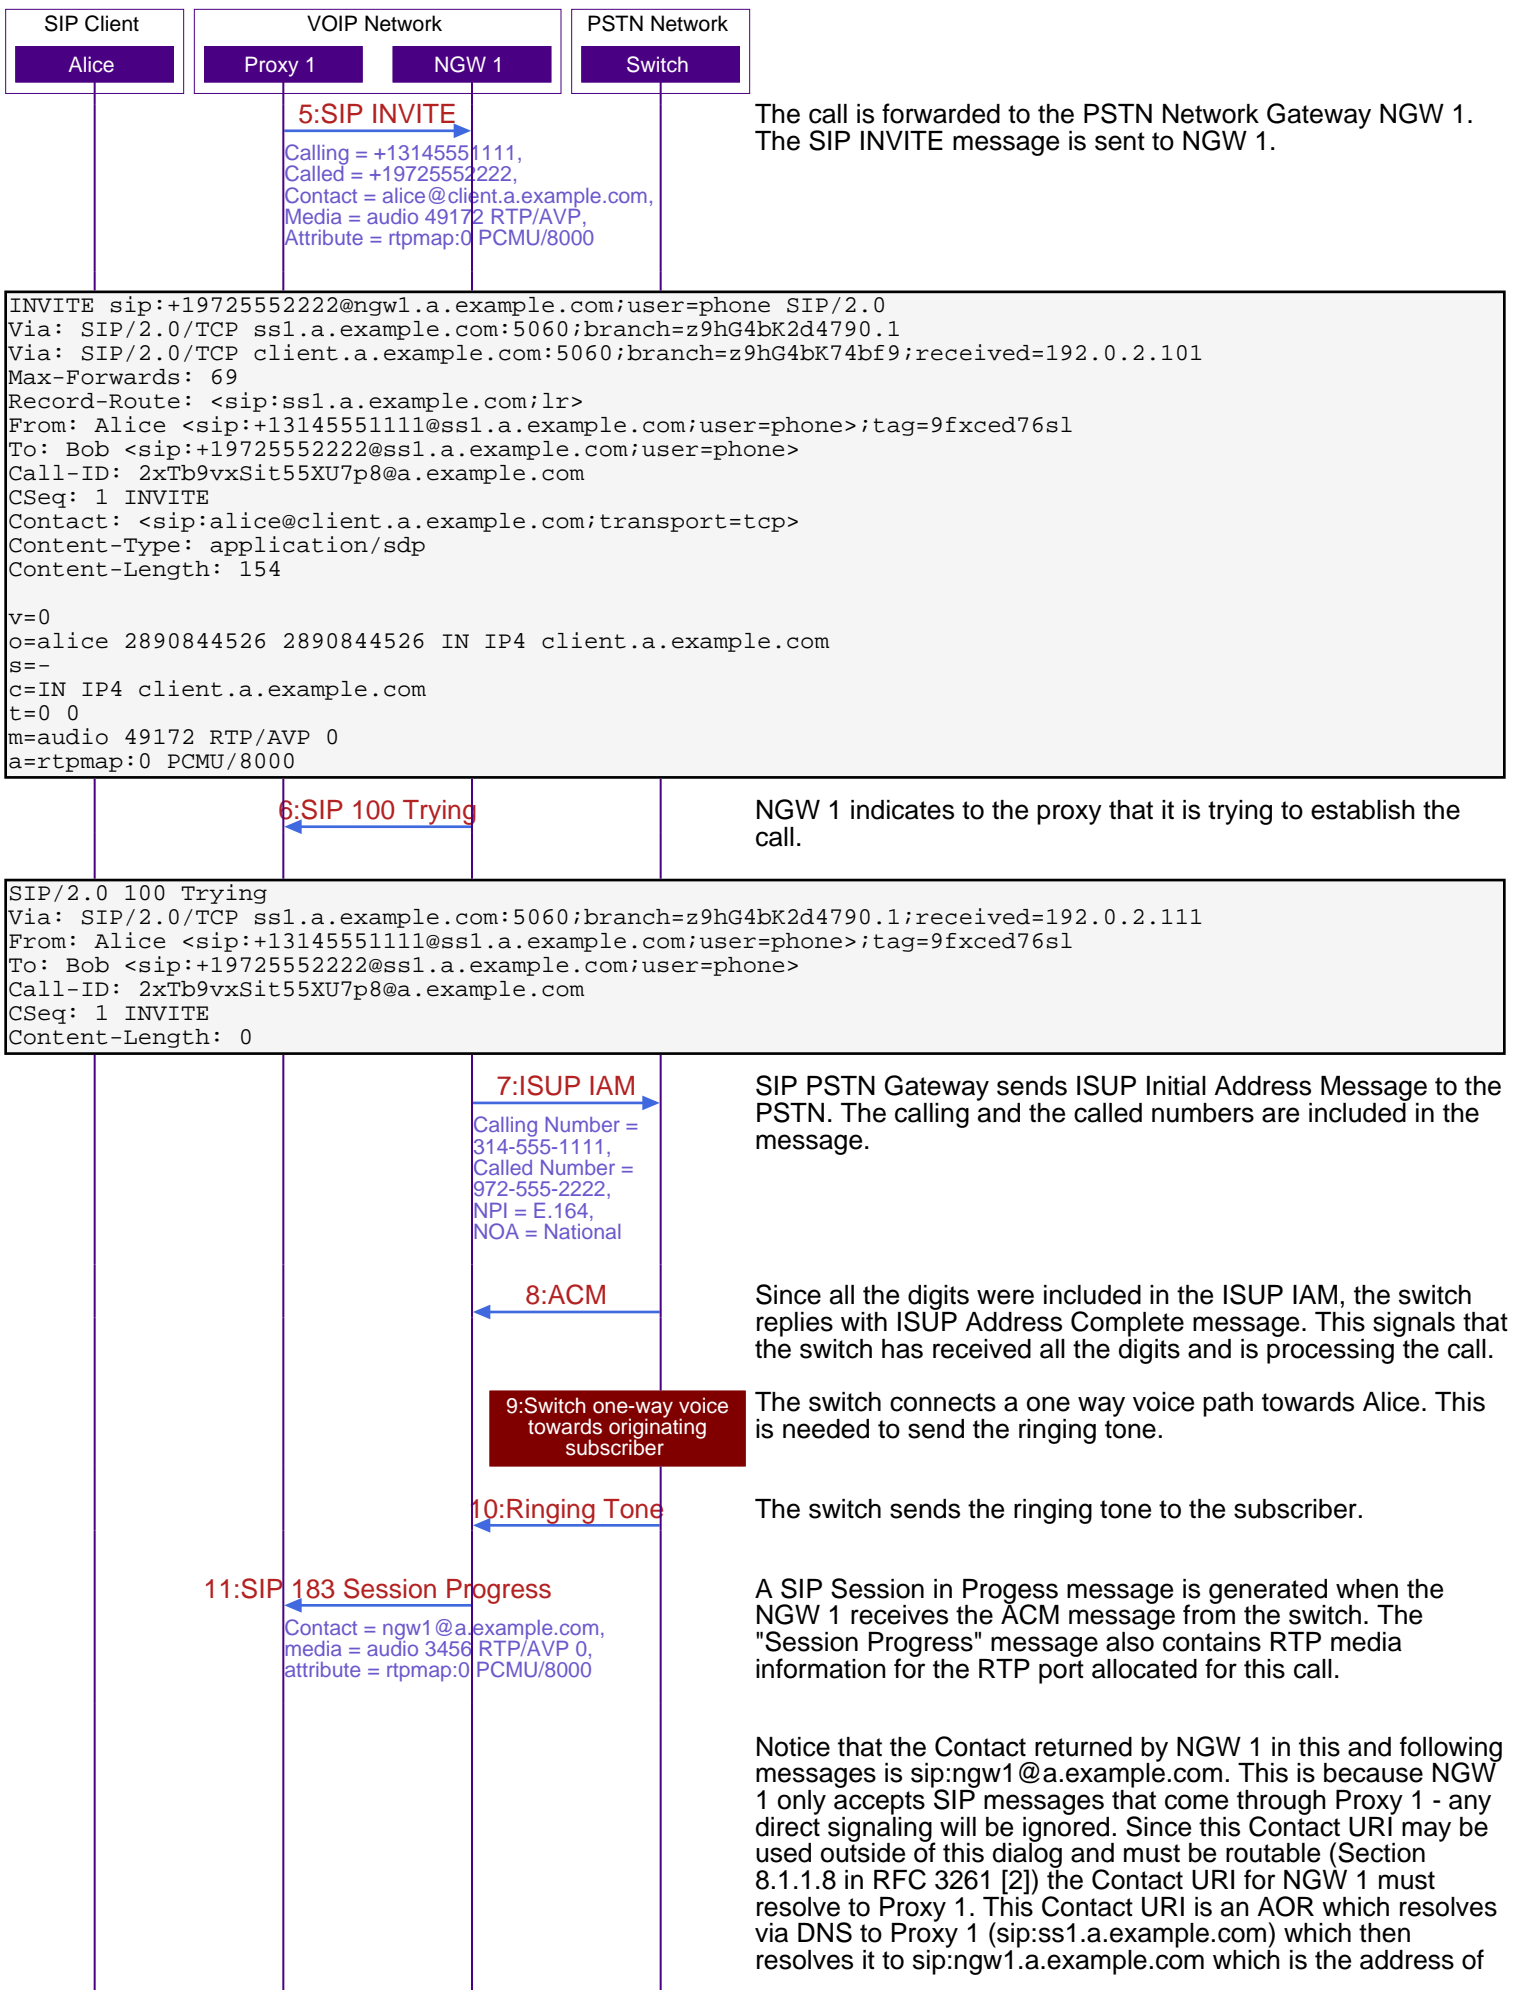 SIP Client
VOIP Network
PSTN Network
Alice
Proxy 1
NGW 1
Switch
5:SIP INVITE
Calling = +13145551111,
Called = +19725552222,
Contact = alice@client.a.example.com,
Media = audio 49172 RTP/AVP,
Attribute = rtpmap:0 PCMU/8000
The call is forwarded to the PSTN Network Gateway NGW 1.
The SIP INVITE message is sent to NGW 1.
INVITE sip:+19725552222@ngw1.a.example.com;user=phone SIP/2.0
Via: SIP/2.0/TCP ss1.a.example.com:5060;branch=z9hG4bK2d4790.1
Via: SIP/2.0/TCP client.a.example.com:5060;branch=z9hG4bK74bf9;received=192.0.2.101
Max-Forwards: 69
Record-Route: <sip:ss1.a.example.com;lr>
From: Alice <sip:+13145551111@ss1.a.example.com;user=phone>;tag=9fxced76sl
To: Bob <sip:+19725552222@ss1.a.example.com;user=phone>
Call-ID: 2xTb9vxSit55XU7p8@a.example.com
CSeq: 1 INVITE
Contact: <sip:alice@client.a.example.com;transport=tcp>
Content-Type: application/sdp
Content-Length: 154
v=0
o=alice 2890844526 2890844526 IN IP4 client.a.example.com
s=-
c=IN IP4 client.a.example.com
t=0 0
m=audio 49172 RTP/AVP 0
a=rtpmap:0 PCMU/8000
6:SIP 100 Trying
NGW 1 indicates to the proxy that it is trying to establish the
call.
SIP/2.0 100 Trying
Via: SIP/2.0/TCP ss1.a.example.com:5060;branch=z9hG4bK2d4790.1;received=192.0.2.111
From: Alice <sip:+13145551111@ss1.a.example.com;user=phone>;tag=9fxced76sl
To: Bob <sip:+19725552222@ss1.a.example.com;user=phone>
Call-ID: 2xTb9vxSit55XU7p8@a.example.com
CSeq: 1 INVITE
Content-Length: 0
7:ISUP IAM
Calling Number =
314-555-1111,
Called Number =
972-555-2222,
NPI = E.164,
NOA = National
SIP PSTN Gateway sends ISUP Initial Address Message to the
PSTN. The calling and the called numbers are included in the
message.
8:ACM
Since all the digits were included in the ISUP IAM, the switch
replies with ISUP Address Complete message. This signals that
the switch has received all the digits and is processing the call.
9:Switch one-way voice
towards originating
subscriber
The switch connects a one way voice path towards Alice. This
is needed to send the ringing tone.
10:Ringing Tone
The switch sends the ringing tone to the subscriber.
11:SIP 183 Session Progress
Contact = ngw1@a.example.com,
media = audio 3456 RTP/AVP 0,
attribute = rtpmap:0 PCMU/8000
A SIP Session in Progess message is generated when the
NGW 1 receives the ACM message from the switch. The
"Session Progress" message also contains RTP media
information for the RTP port allocated for this call.
Notice that the Contact returned by NGW 1 in this and following
messages is sip:ngw1@a.example.com. This is because NGW
1 only accepts SIP messages that come through Proxy 1 - any
direct signaling will be ignored. Since this Contact URI may be
used outside of this dialog and must be routable (Section
8.1.1.8 in RFC 3261 [2]) the Contact URI for NGW 1 must
resolve to Proxy 1. This Contact URI is an AOR which resolves
via DNS to Proxy 1 (sip:ss1.a.example.com) which then
resolves it to sip:ngw1.a.example.com which is the address of